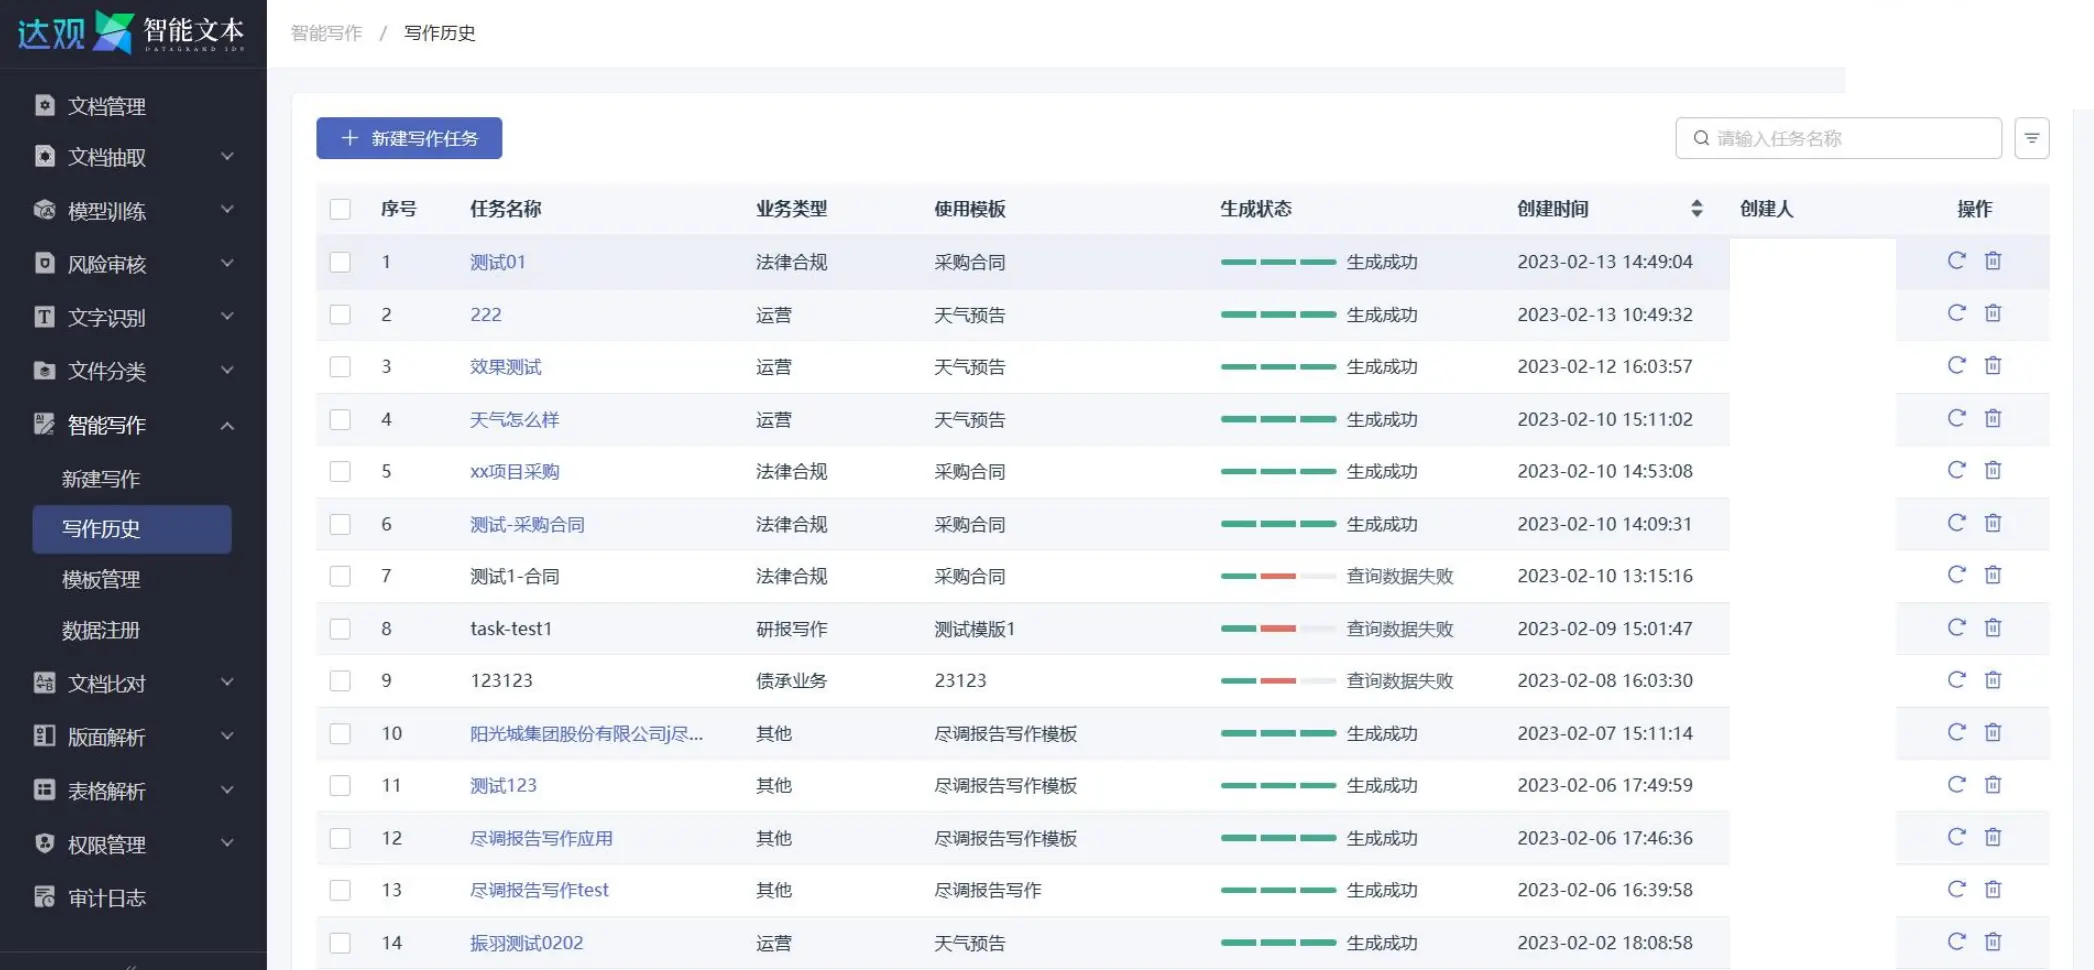 达观 智能文本
DATAGRAND IDP
智能写作 / 写作历史
文档管理
文档抽取
模型训练
风险审核
文字识别
文件分类
智能写作
新建写作
写作历史
模板管理
数据注册
文档比对
版面解析
表格解析
权限管理
审计日志
+ 新建写作任务
请输入任务名称
序号 任务名称 业务类型 使用模板 生成状态 创建时间 创建人 操作
1 测试01 法律合规 采购合同 生成成功 2023-02-13 14:49:04
2 222 运营 天气预告 生成成功 2023-02-13 10:49:32
3 效果测试 运营 天气预告 生成成功 2023-02-12 16:03:57
4 天气怎么样 运营 天气预告 生成成功 2023-02-10 15:11:02
5 xx项目采购 法律合规 采购合同 生成成功 2023-02-10 14:53:08
6 测试-采购合同 法律合规 采购合同 生成成功 2023-02-10 14:09:31
7 测试1-合同 法律合规 采购合同 查询数据失败 2023-02-10 13:15:16
8 task-test1 研报写作 测试模版1 查询数据失败 2023-02-09 15:01:47
9 123123 债承业务 23123 查询数据失败 2023-02-08 16:03:30
10 阳光城集团股份有限公司j尽... 其他 尽调报告写作模板 生成成功 2023-02-07 15:11:14
11 测试123 其他 尽调报告写作模板 生成成功 2023-02-06 17:49:59
12 尽调报告写作应用 其他 尽调报告写作模板 生成成功 2023-02-06 17:46:36
13 尽调报告写作test 其他 尽调报告写作 生成成功 2023-02-06 16:39:58
14 振羽测试0202 运营 天气预告 生成成功 2023-02-02 18:08:58